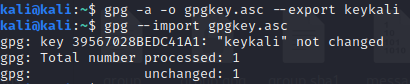 kali@kali:~$ gpg -a -o gpgkey.asc --export keykali
kali@kali:~$ gpg --import gpgkey.asc
gpg: key 39567028BEDC41A1: "keykali" not changed
gpg: Total number processed: 1
gpg:              unchanged: 1